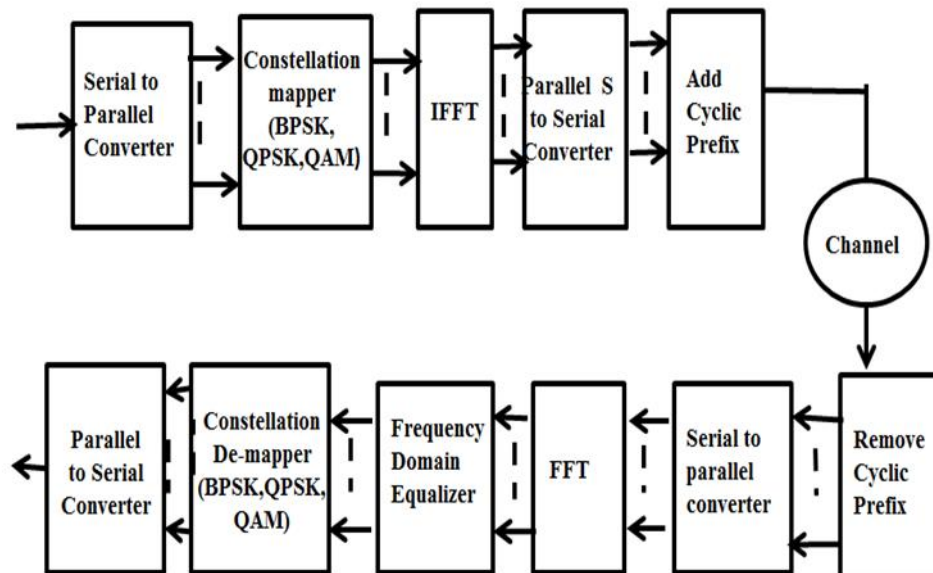 Serial to
Parallel
Converter
Constellation
mapper
(BPSK,
QPSK,QAM)
IFFT
Parallel S
to Serial
Converter
Add
Cyclic
Prefix
Channel
Parallel
to Serial
Converter
Constellation
De-mapper
(BPSK,QPSK,
QAM)
Frequency
Domain
Equalizer
FFT
Serial to
parallel
converter
Remove
Cyclic
Prefix